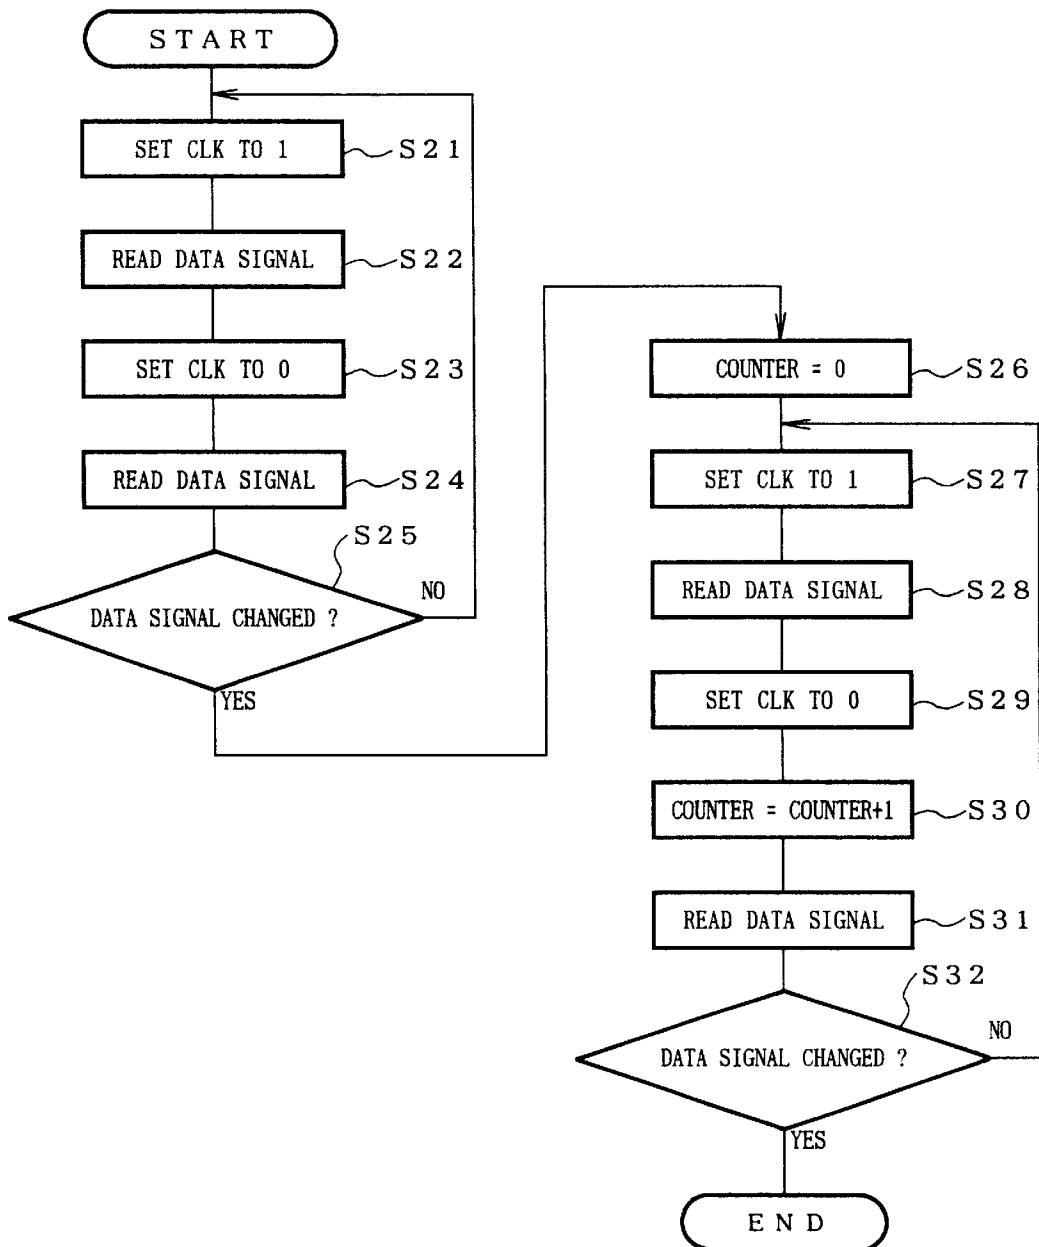 START
SET CLK TO 1
S21
READ DATA SIGNAL
S22
SET CLK TO 0
S23
READ DATA SIGNAL
S24
S25
DATA SIGNAL CHANGED ?
NO
YES
COUNTER = 0
S26
SET CLK TO 1
S27
READ DATA SIGNAL
S28
SET CLK TO 0
S29
COUNTER = COUNTER+1
S30
READ DATA SIGNAL
S31
S32
DATA SIGNAL CHANGED ?
NO
YES
END